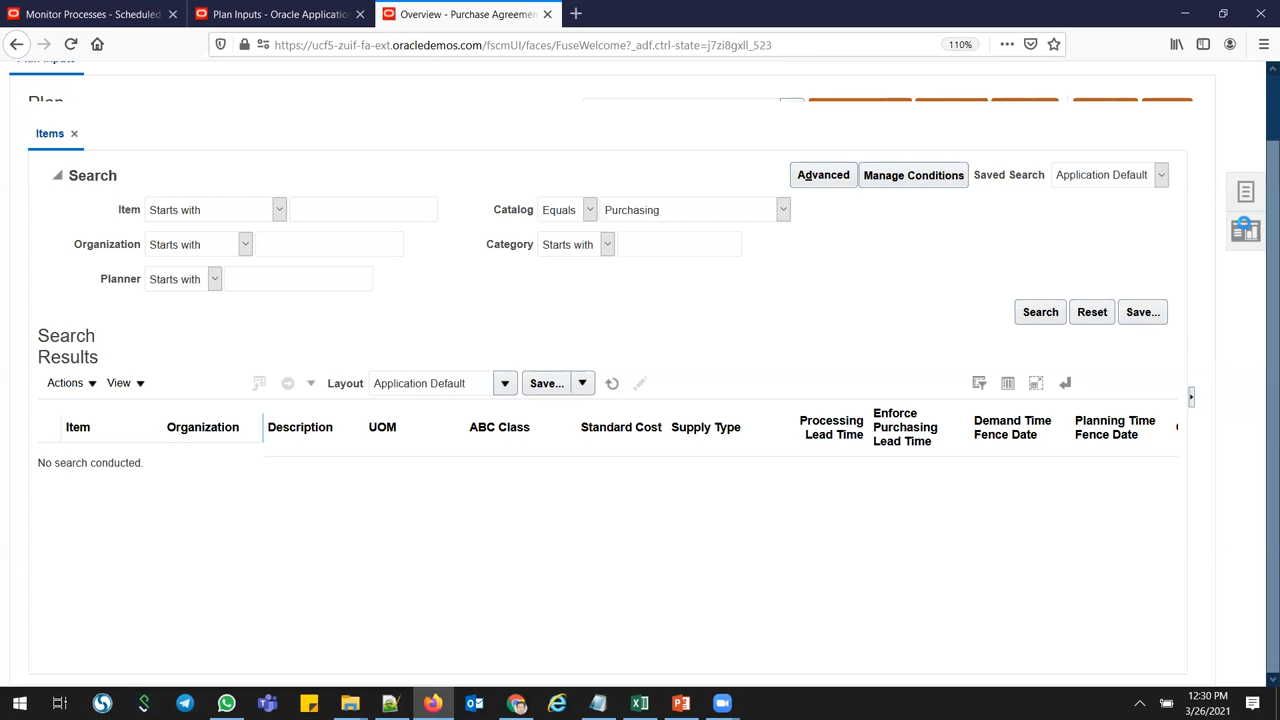 Monitor Processes - Scheduled
Plan Inputs - Oracle Application
Overview - Purchase Agreemen
https://ucf5-zuif-fa-ext.oracledemos.com/fscmUI/faces/FuseWelcome?_adf.ctrl-state=j7zi8gxll_523
110%
Plan Inputs
Plan
Items
Search
Advanced
Manage Conditions
Saved Search
Application Default
Item Starts with
Catalog Equals Purchasing
Organization Starts with
Category Starts with
Planner Starts with
Search
Reset
Save...
Search
Results
Actions
View
Layout Application Default
Save...
Item
Organization
Description
UOM
ABC Class
Standard Cost
Supply Type
Processing
Lead Time
Enforce
Purchasing
Lead Time
Demand Time
Fence Date
Planning Time
Fence Date
No search conducted.
12:30 PM
3/26/2021